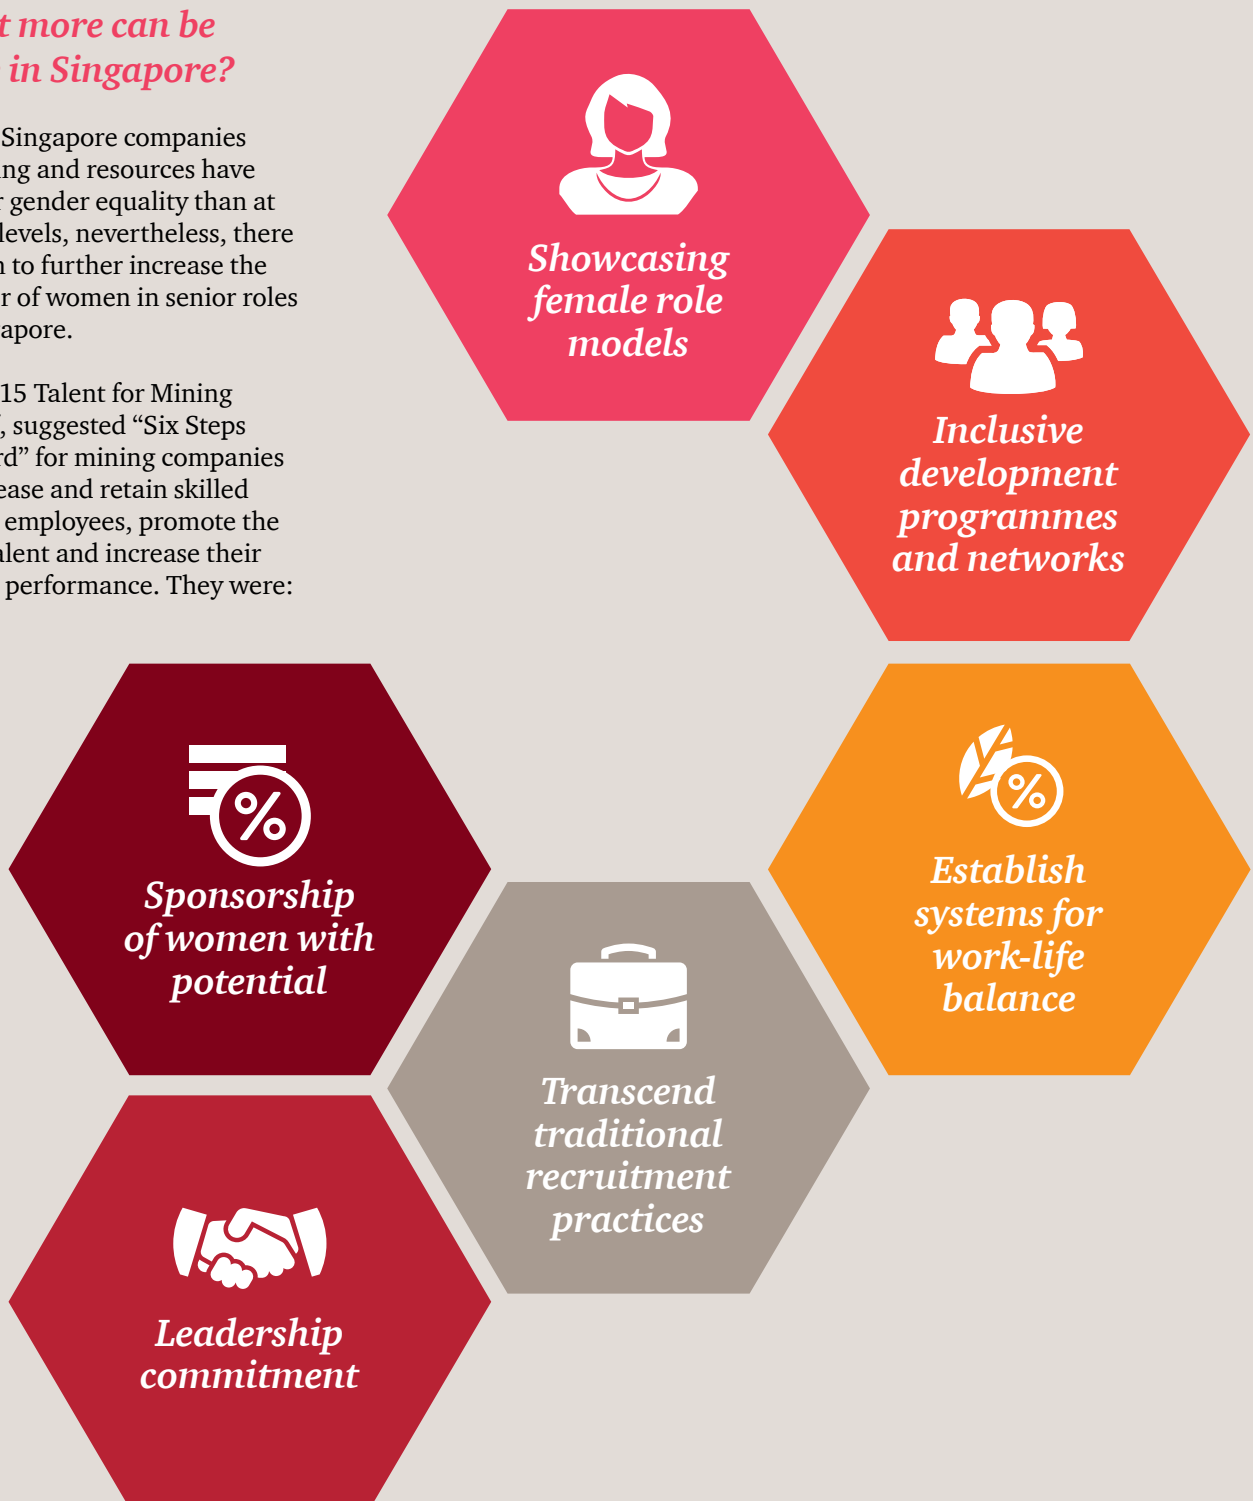 t more can be
in Singapore?
Singapore companies
ing and resources have
r gender equality than at
levels, nevertheless, there
n to further increase the
r of women in senior roles
apore.
15 Talent for Mining
, suggested “Six Steps
rd” for mining companies
ease and retain skilled
employees, promote the
alent and increase their
performance. They were:
Showcasing
female role
models
Inclusive
development
programmes
and networks
Establish
systems for
work-life
balance
Sponsorship
of women with
potential
%
%
Transcend
traditional
recruitment
practices
Leadership
commitment